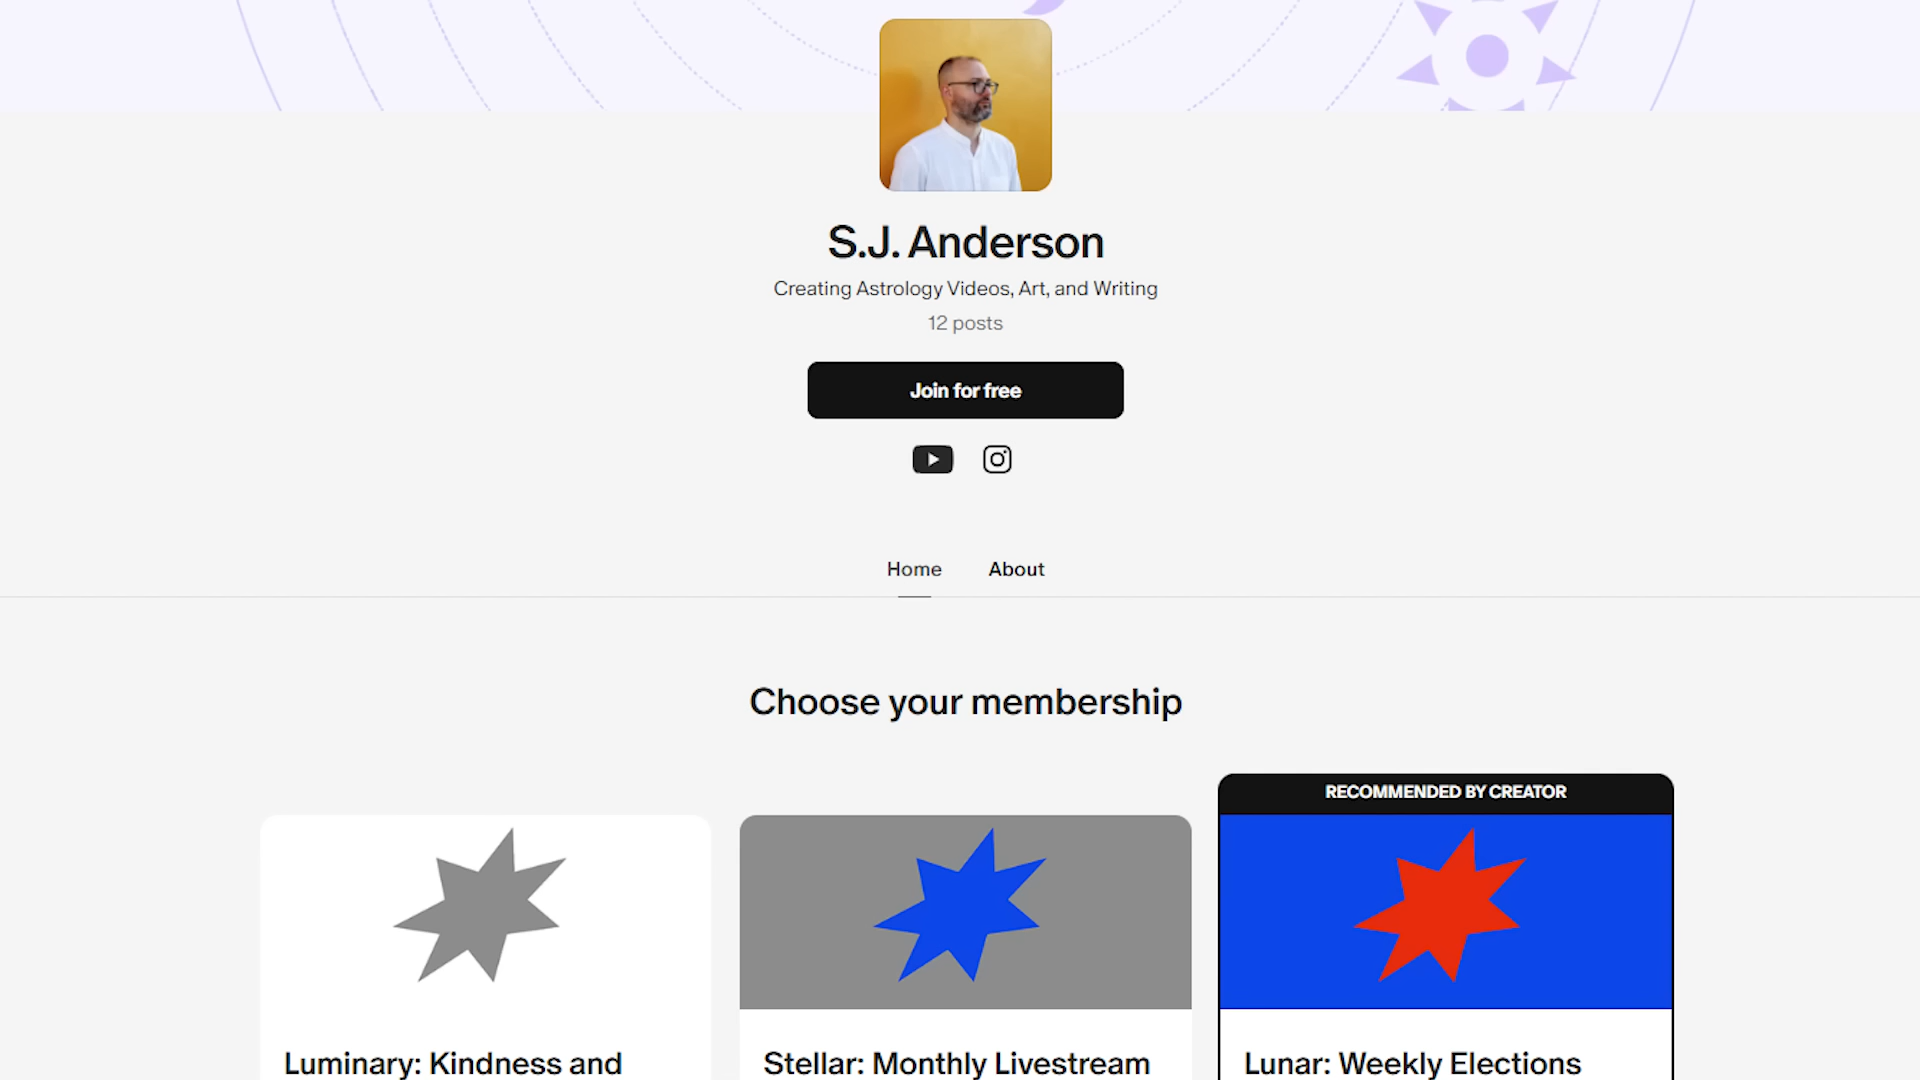 S.J. Anderson
Creating Astrology Videos, Art, and Writing
12 posts
Join for free
Home
About
Choose your membership
RECOMMENDED BY CREATOR
Luminary: Kindness and
Stellar: Monthly Livestream
Lunar: Weekly Elections